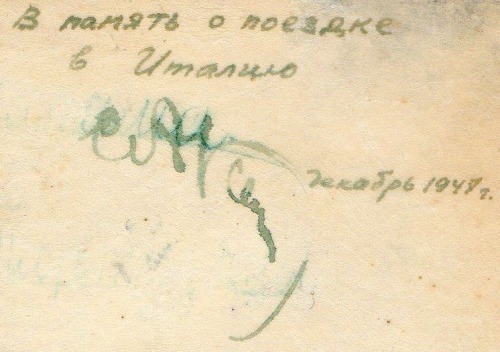 В память о поездке
в Италию
декабрь 1947 г.